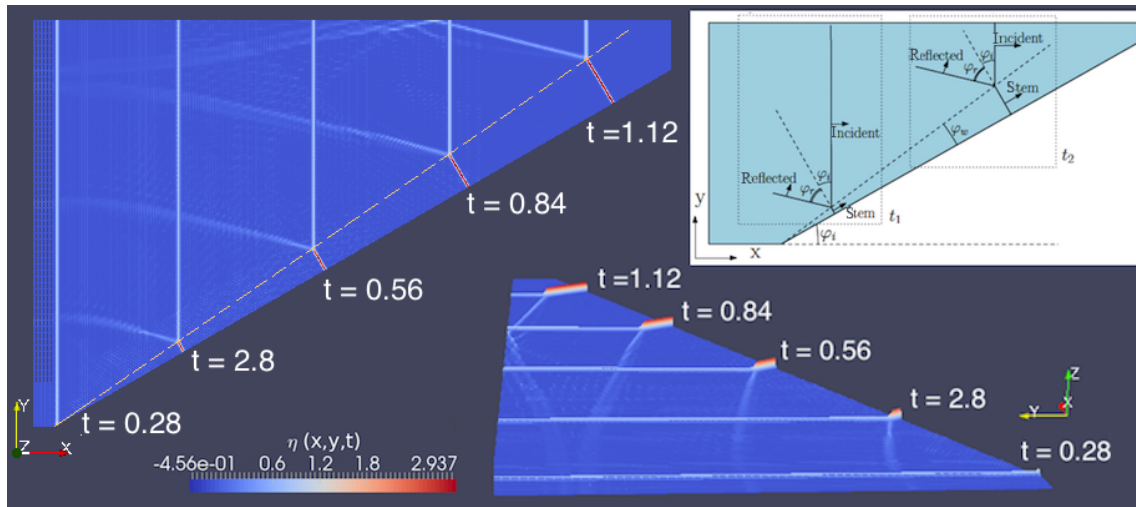 t =1.12
t = 0.84
t = 0.56
t = 2.8
t = 0.28
Y
Z
X
η (x,y,t)
-4.56e-01 0.6 1.2 1.8 2.937
Incident
Reflected
φᵢ
φᵣ
Stem
Incident
φ_w
t₂
Reflected
φᵢ
φᵣ
Stem
t₁
y
x
φᵢ
t =1.12
t = 0.84
t = 0.56
t = 2.8
t = 0.28
Z
Y
X